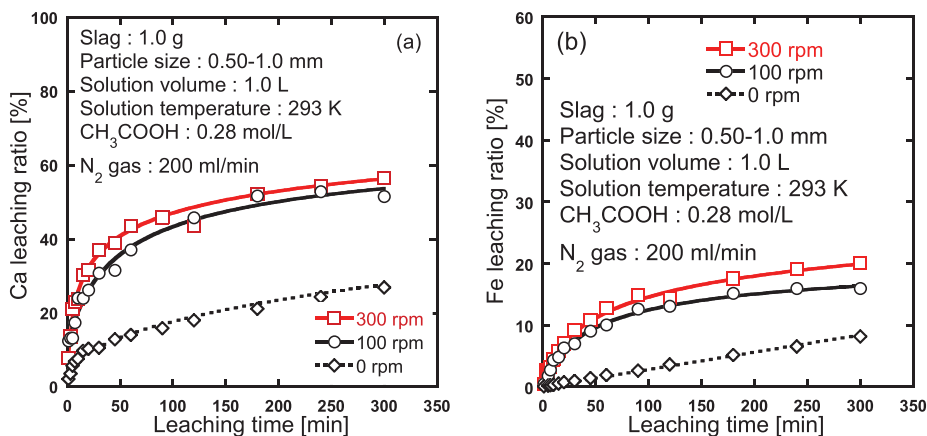 (a)
Slag : 1.0 g
Particle size : 0.50-1.0 mm
Solution volume : 1.0 L
Solution temperature : 293 K
CH₃COOH : 0.28 mol/L
N₂ gas : 200 ml/min
300 rpm
100 rpm
0 rpm
Ca leaching ratio [%]
100
80
60
40
20
0
0 50 100 150 200 250 300 350
Leaching time [min]
(b)
300 rpm
100 rpm
0 rpm
Slag : 1.0 g
Particle size : 0.50-1.0 mm
Solution volume : 1.0 L
Solution temperature : 293 K
CH₃COOH : 0.28 mol/L
N₂ gas : 200 ml/min
Fe leaching ratio [%]
60
50
40
30
20
10
0
0 50 100 150 200 250 300 350
Leaching time [min]